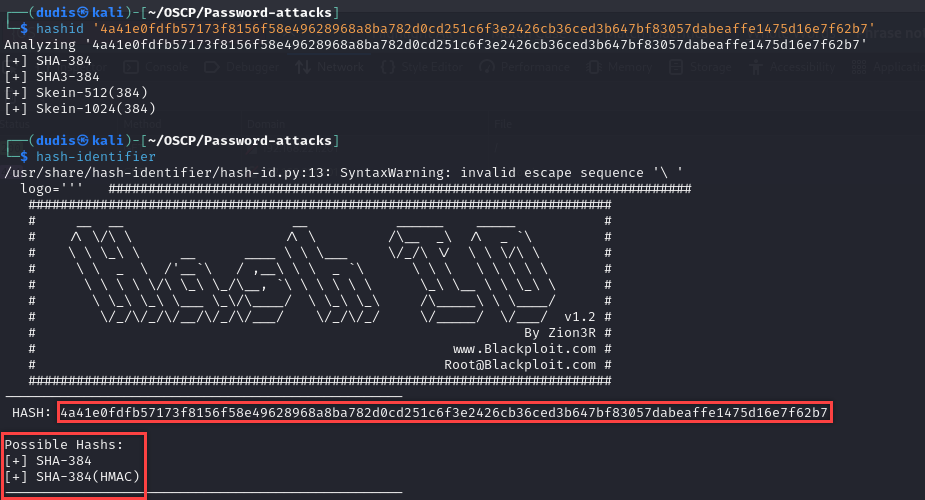 ┌──(dudis㉿kali)-[~/OSCP/Password-attacks]
└─$ hashid '4a41e0fdfb57173f8156f58e49628968a8ba782d0cd251c6f3e2426cb36ced3b647bf83057dabeaffe1475d16e7f62b7'
Analyzing '4a41e0fdfb57173f8156f58e49628968a8ba782d0cd251c6f3e2426cb36ced3b647bf83057dabeaffe1475d16e7f62b7'
[+] SHA-384
[+] SHA3-384
[+] Skein-512(384)
[+] Skein-1024(384)
┌──(dudis㉿kali)-[~/OSCP/Password-attacks]
└─$ hash-identifier
/usr/share/hash-identifier/hash-id.py:13: SyntaxWarning: invalid escape sequence '\ '
logo='''   #########################################################################
#########################################################################
v1.2 #
# By Zion3R #
# www.Blackploit.com #
# Root@Blackploit.com #
#########################################################################
--------------------------------------------------
HASH: 4a41e0fdfb57173f8156f58e49628968a8ba782d0cd251c6f3e2426cb36ced3b647bf83057dabeaffe1475d16e7f62b7
Possible Hashs:
[+] SHA-384
[+] SHA-384(HMAC)
--------------------------------------------------